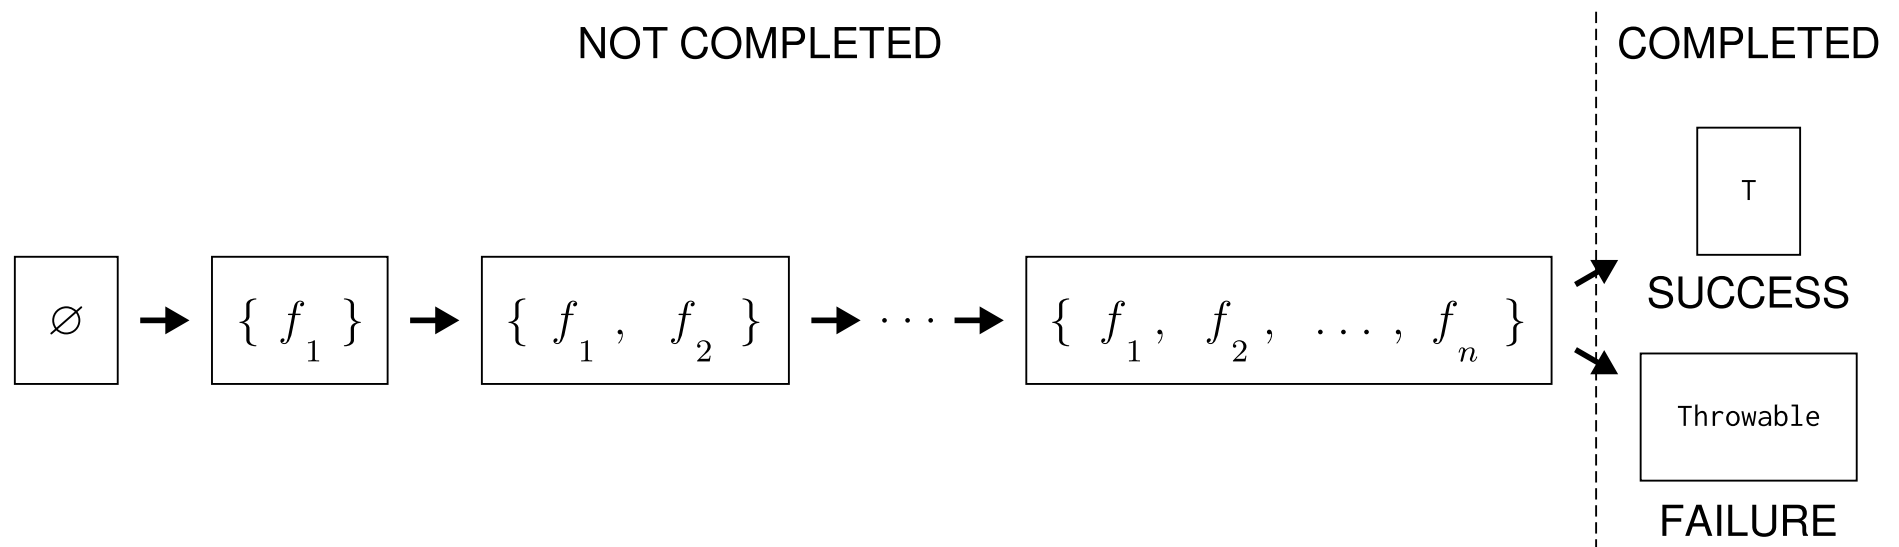 NOT COMPLETED
COMPLETED
∅
{ f1 }
{ f1 , f2 }
· · ·
{ f1 , f2 , . . . , fn }
T
SUCCESS
Throwable
FAILURE